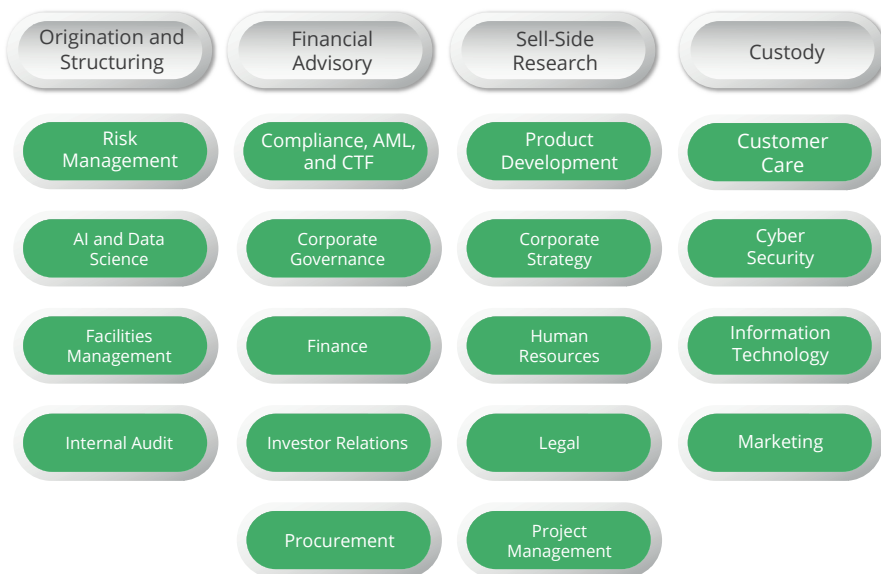 Origination and
Structuring
Financial
Advisory
Sell-Side
Research
Custody
Risk
Management
Compliance, AML,
and CTF
Product
Development
Customer
Care
AI and Data
Science
Corporate
Governance
Corporate
Strategy
Cyber
Security
Facilities
Management
Finance
Human
Resources
Information
Technology
Internal Audit
Investor Relations
Legal
Marketing
Procurement
Project
Management